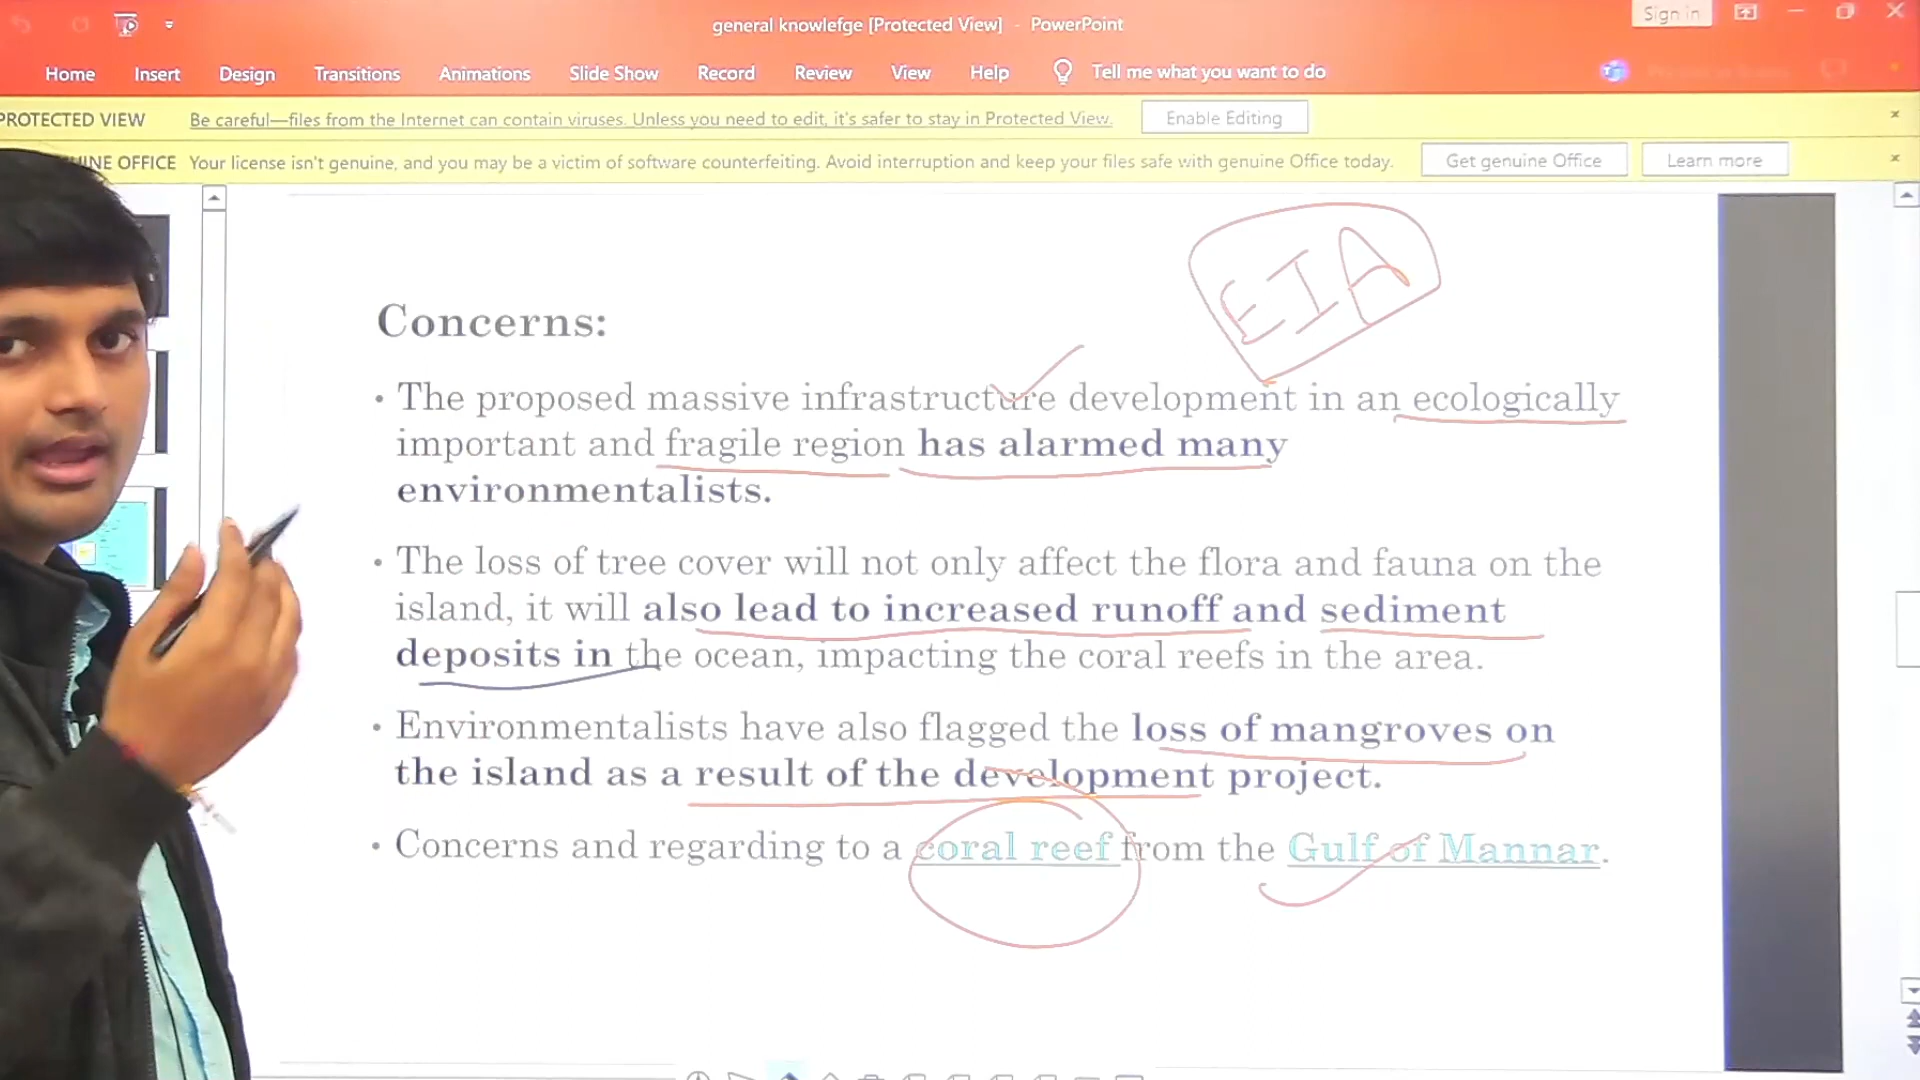 general knowlefge [Protected View] - PowerPoint
Sign in
Home Insert Design Transitions Animations Slide Show Record Review View Help Tell me what you want to do
PROTECTED VIEW Be careful—files from the Internet can contain viruses. Unless you need to edit, it's safer to stay in Protected View. Enable Editing
INE OFFICE Your license isn't genuine, and you may be a victim of software counterfeiting. Avoid interruption and keep your files safe with genuine Office today. Get genuine Office Learn more
EIA
Concerns:
• The proposed massive infrastructure development in an ecologically
important and fragile region has alarmed many
environmentalists.
• The loss of tree cover will not only affect the flora and fauna on the
island, it will also lead to increased runoff and sediment
deposits in the ocean, impacting the coral reefs in the area.
• Environmentalists have also flagged the loss of mangroves on
the island as a result of the development project.
• Concerns and regarding to a coral reef from the Gulf of Mannar.